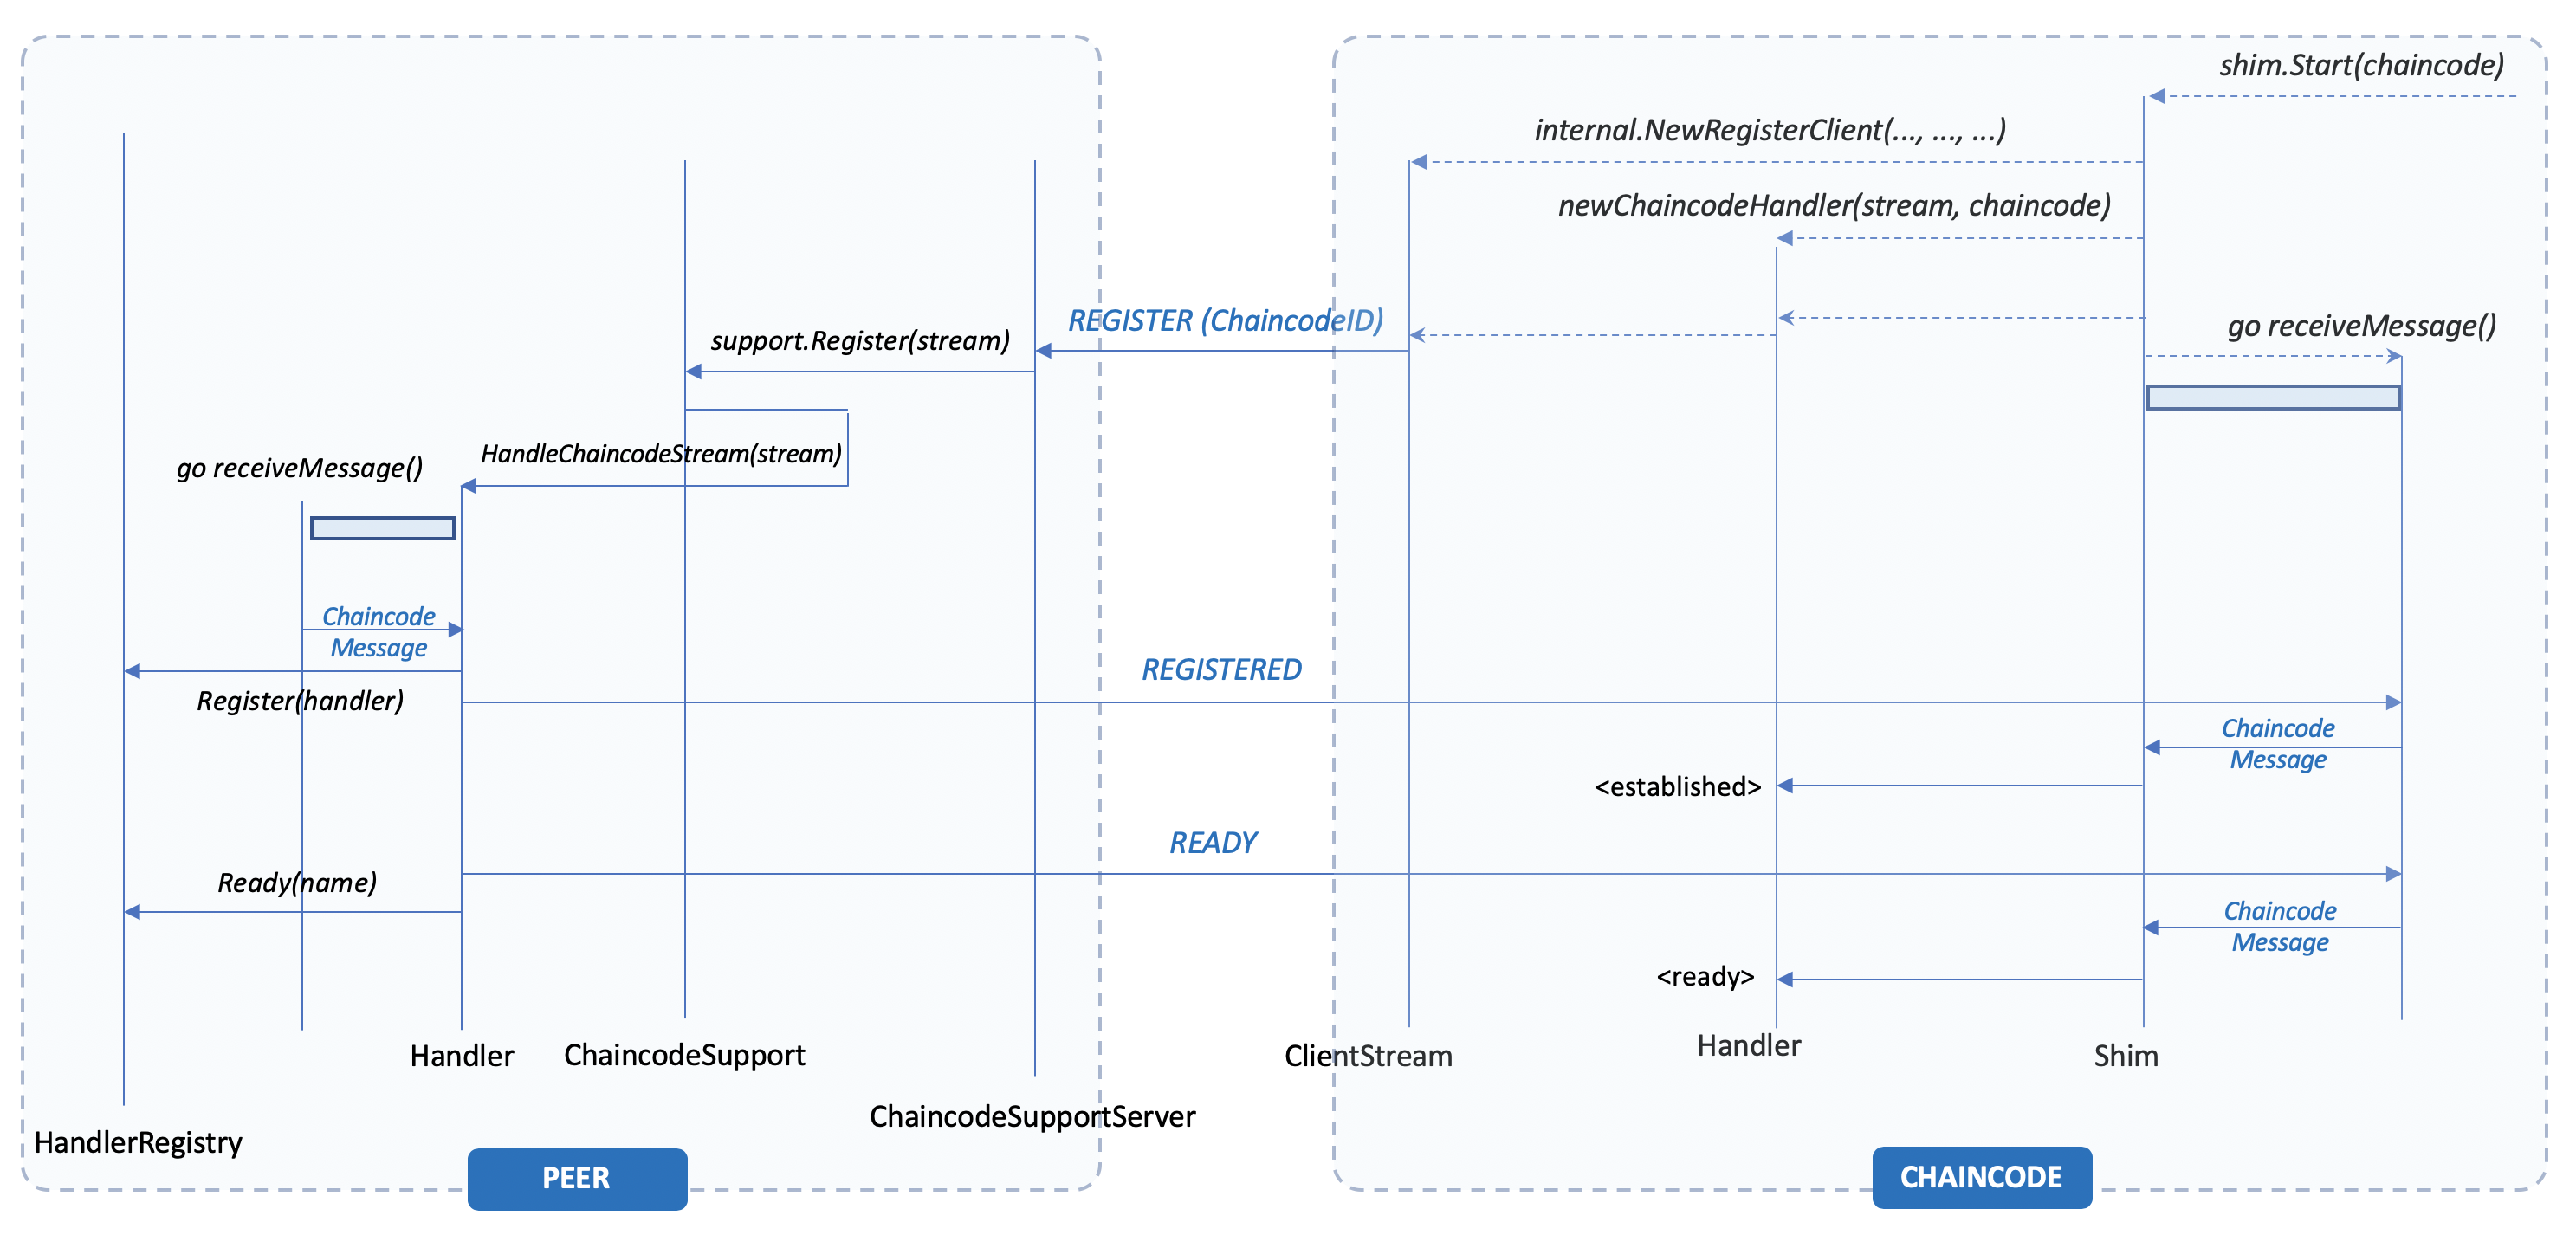 shim.Start(chaincode)
internal.NewRegisterClient(..., ..., ...)
newChaincodeHandler(stream, chaincode)
REGISTER (ChaincodeID)
go receiveMessage()
support.Register(stream)
HandleChaincodeStream(stream)
go receiveMessage()
Chaincode
Message
REGISTERED
Register(handler)
Chaincode
Message
<established>
READY
Ready(name)
Chaincode
Message
<ready>
Handler
ChaincodeSupport
ClientStream
Handler
Shim
ChaincodeSupportServer
HandlerRegistry
PEER
CHAINCODE